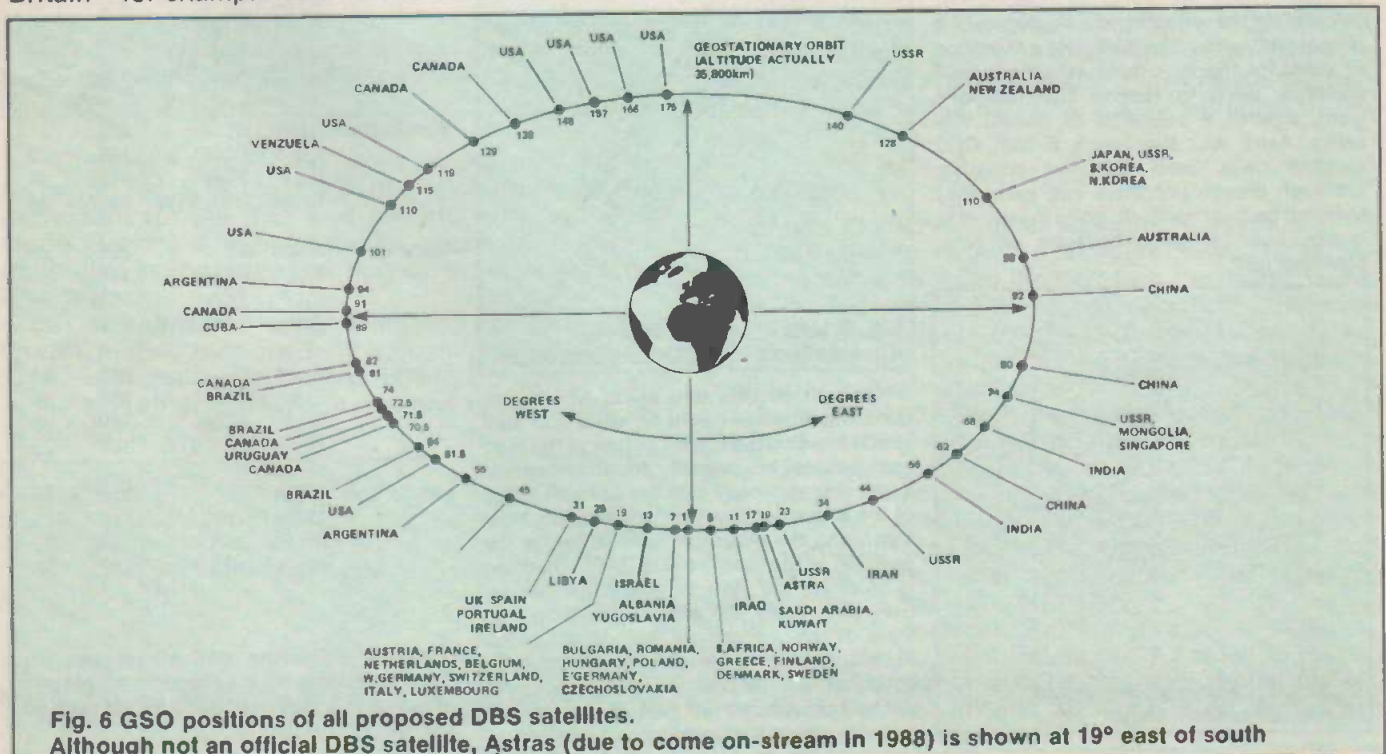 USA
USA
USA
USA
GEOSTATIONARY ORBIT
(ALTITUDE ACTUALLY
35,800km)
USSR
AUSTRALIA
NEW ZEALAND
CANADA
CANADA
USA
VENZUELA
USA
USA
ARGENTINA
CANADA
CUBA
CANADA
BRAZIL
BRAZIL
CANADA
URUGUAY
CANADA
BRAZIL
USA
ARGENTINA
175
166
157
148
138
129
119
115
110
101
94
91
89
82
81
74
72.5
71.5
70.5
64
61.5
55
45
31
25
19
13
7
1
5
11
17
19
23
34
44
56
62
68
74
80
92
98
110
128
140
JAPAN, USSR,
S.KOREA,
N.KOREA
AUSTRALIA
CHINA
CHINA
USSR,
MONGOLIA,
SINGAPORE
INDIA
CHINA
INDIA
USSR
IRAN
DEGREES
WEST
DEGREES
EAST
UK SPAIN
PORTUGAL
IRELAND
LIBYA
ISRAEL
ALBANIA
YUGOSLAVIA
IRAQ
USSR
ASTRA
SAUDI ARABIA,
KUWAIT
AUSTRIA, FRANCE,
NETHERLANDS, BELGIUM,
W.GERMANY, SWITZERLAND,
ITALY, LUXEMBOURG
BULGARIA, ROMANIA,
HUNGARY, POLAND,
E'GERMANY,
CZECHOSLOVAKIA
S.AFRICA, NORWAY,
GREECE, FINLAND,
DENMARK, SWEDEN
Fig. 6 GSO positions of all proposed DBS satellites.
Although not an official DBS satellite, Astras (due to come on-stream in 1988) is shown at 19° east of south